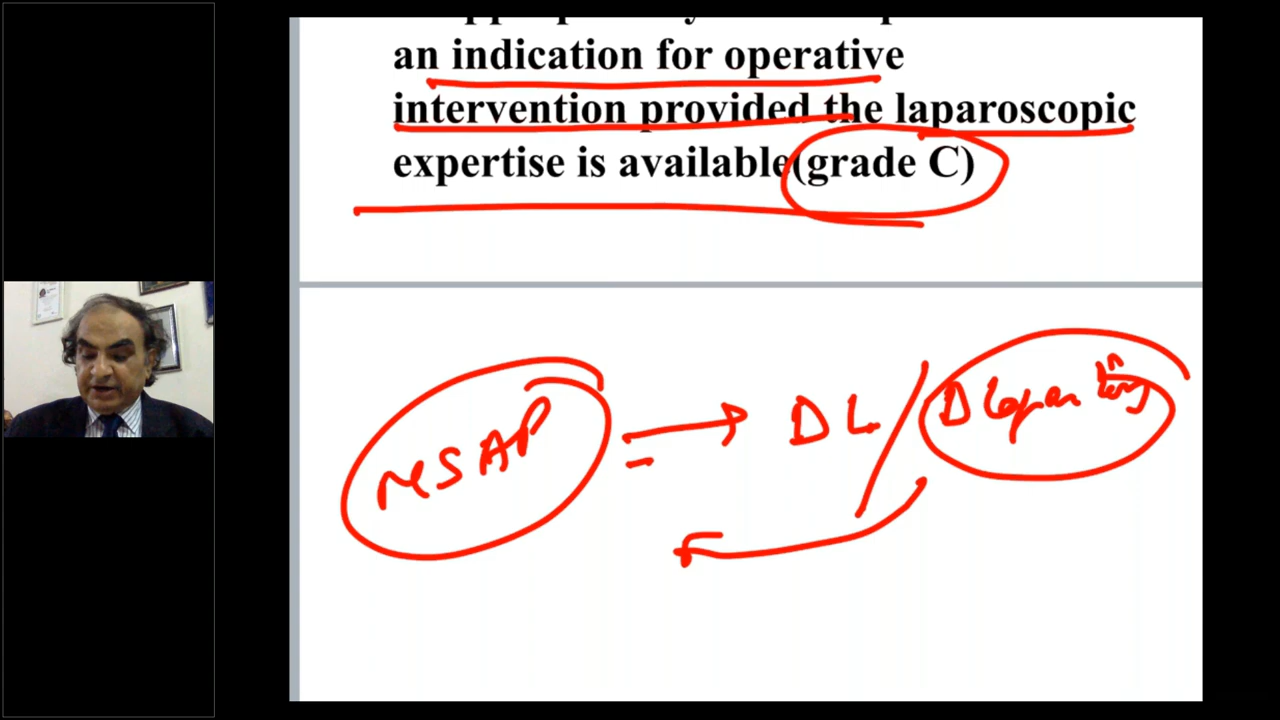 an indication for operative
intervention provided the laparoscopic
expertise is available(grade C)
NSAP
DL/